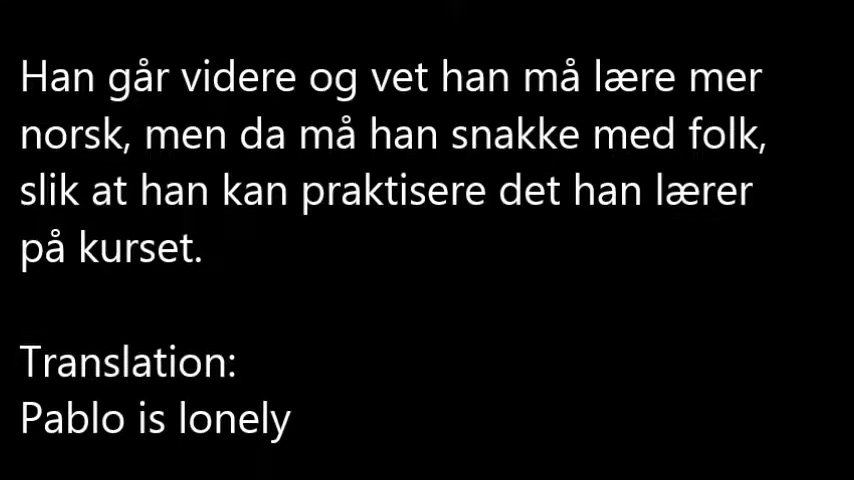 Han går videre og vet han må lære mer
norsk, men da må han snakke med folk,
slik at han kan praktisere det han lærer
på kurset.
Translation:
Pablo is lonely